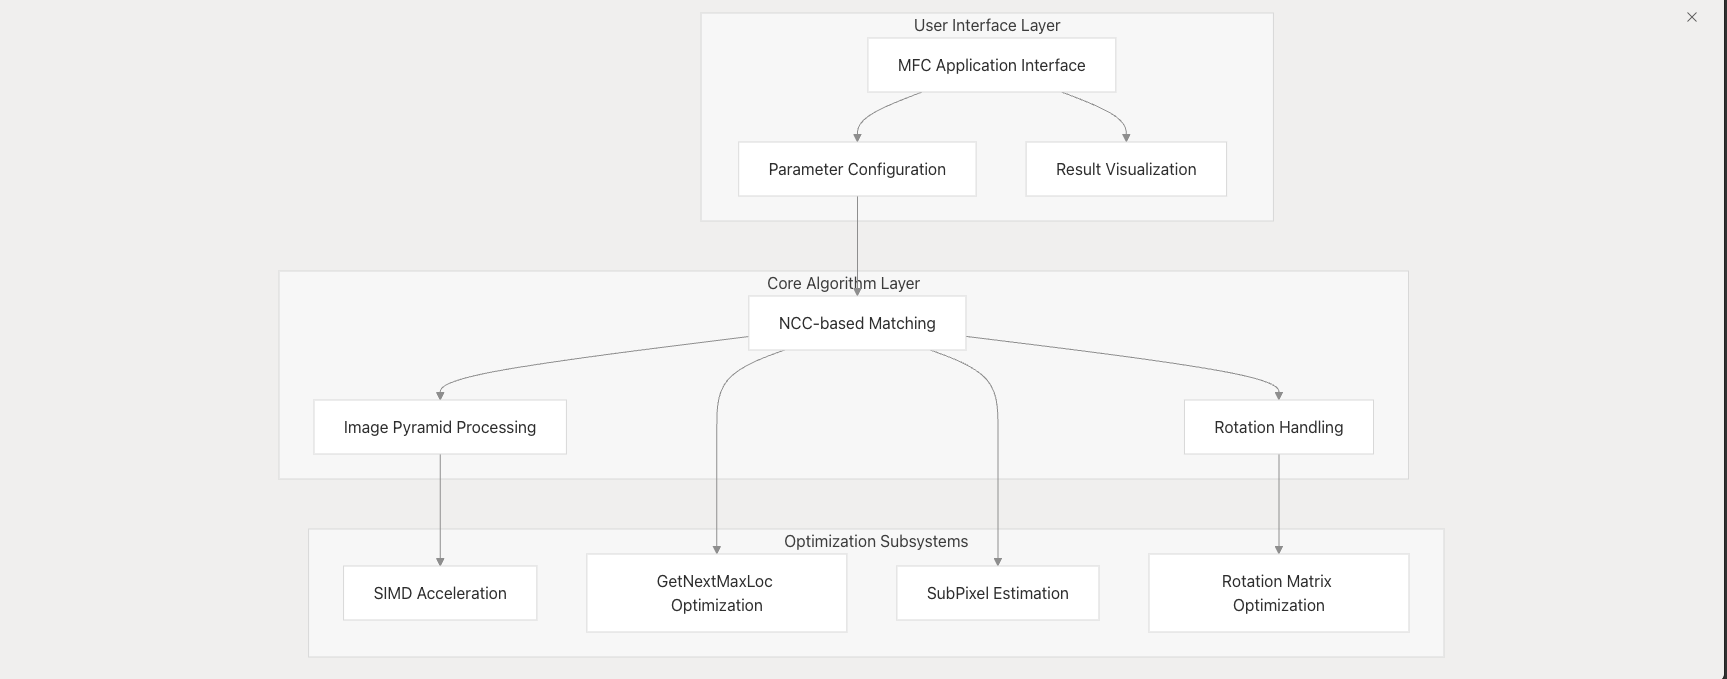 User Interface Layer
MFC Application Interface
Parameter Configuration
Result Visualization
Core Algorithm Layer
NCC-based Matching
Image Pyramid Processing
Rotation Handling
Optimization Subsystems
SIMD Acceleration
GetNextMaxLoc
Optimization
SubPixel Estimation
Rotation Matrix
Optimization